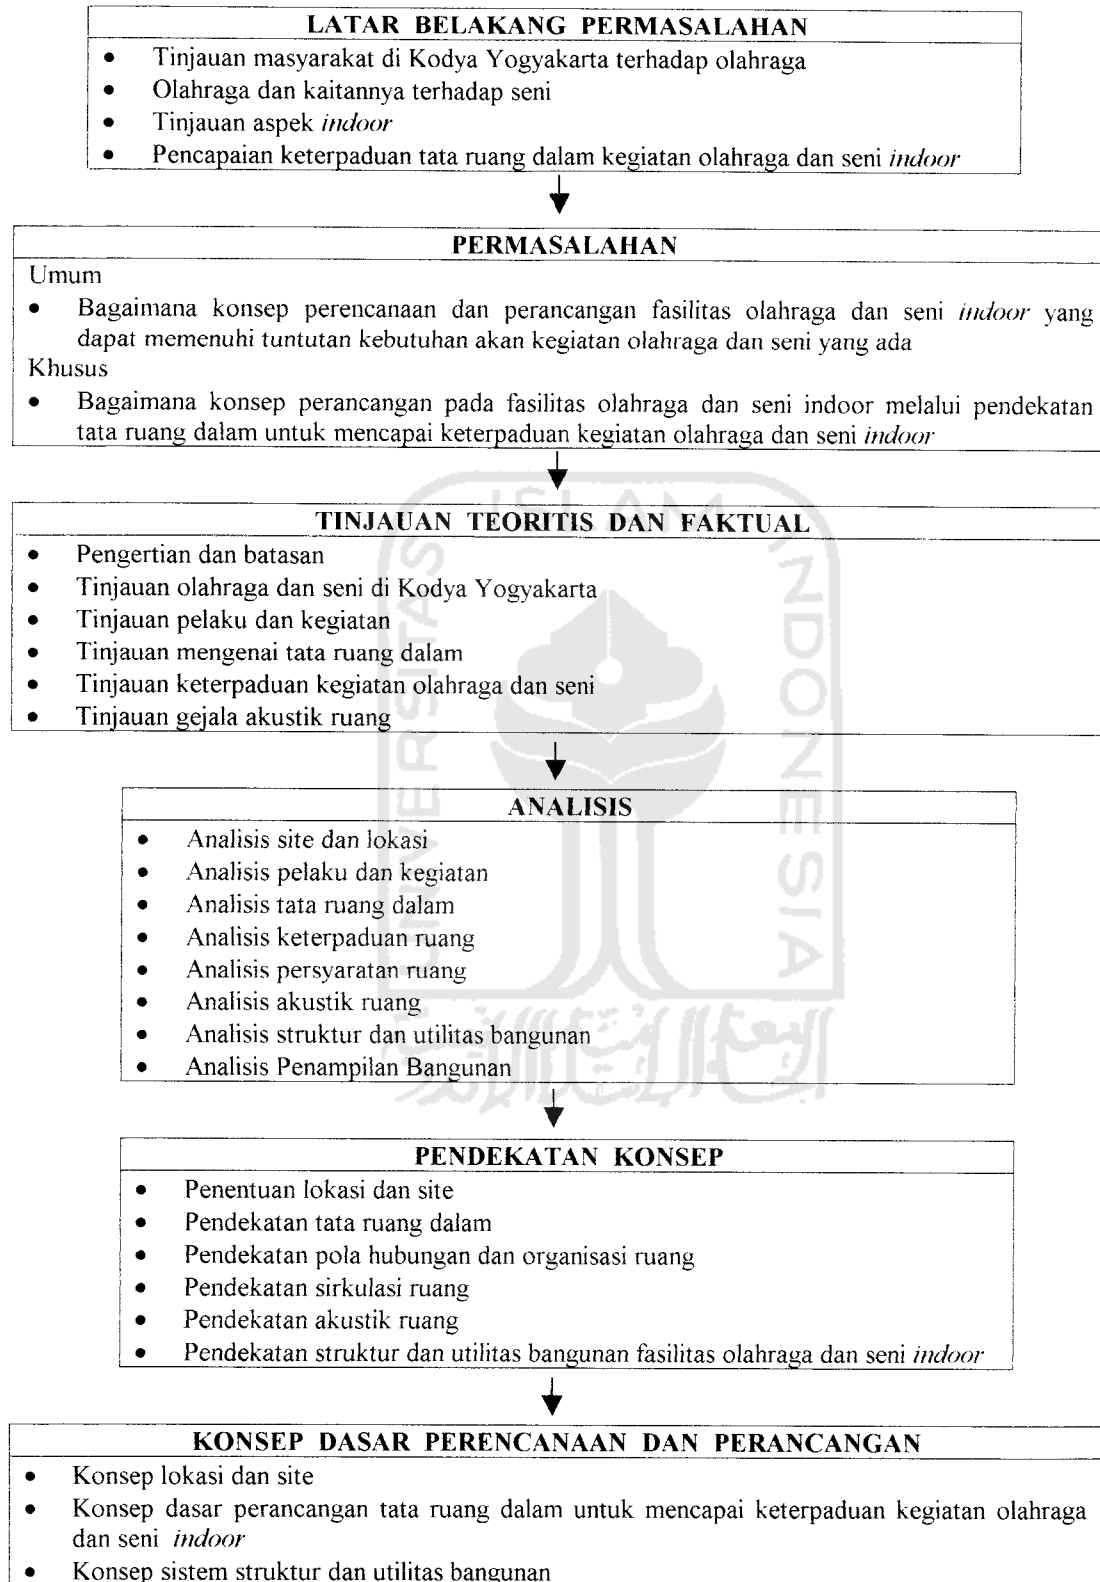 LATAR BELAKANG PERMASALAHAN
• Tinjauan masyarakat di Kodya Yogyakarta terhadap olahraga
• Olahraga dan kaitannya terhadap seni
• Tinjauan aspek indoor
• Pencapaian keterpaduan tata ruang dalam kegiatan olahraga dan seni indoor
PERMASALAHAN
Umum
• Bagaimana konsep perencanaan dan perancangan fasilitas olahraga dan seni indoor yang
dapat memenuhi tuntutan kebutuhan akan kegiatan olahraga dan seni yang ada
Khusus
• Bagaimana konsep perancangan pada fasilitas olahraga dan seni indoor melalui pendekatan
tata ruang dalam untuk mencapai keterpaduan kegiatan olahraga dan seni indoor
TINJAUAN TEORITIS DAN FAKTUAL
• Pengertian dan batasan
• Tinjauan olahraga dan seni di Kodya Yogyakarta
• Tinjauan pelaku dan kegiatan
• Tinjauan mengenai tata ruang dalam
• Tinjauan keterpaduan kegiatan olahraga dan seni
• Tinjauan gejala akustik ruang
ANALISIS
• Analisis site dan lokasi
• Analisis pelaku dan kegiatan
• Analisis tata ruang dalam
• Analisis keterpaduan ruang
• Analisis persyaratan ruang
• Analisis akustik ruang
• Analisis struktur dan utilitas bangunan
• Analisis Penampilan Bangunan
PENDEKATAN KONSEP
• Penentuan lokasi dan site
• Pendekatan tata ruang dalam
• Pendekatan pola hubungan dan organisasi ruang
• Pendekatan sirkulasi ruang
• Pendekatan akustik ruang
• Pendekatan struktur dan utilitas bangunan fasilitas olahraga dan seni indoor
KONSEP DASAR PERENCANAAN DAN PERANCANGAN
• Konsep lokasi dan site
• Konsep dasar perancangan tata ruang dalam untuk mencapai keterpaduan kegiatan olahraga
dan seni indoor
• Konsep sistem struktur dan utilitas bangunan
UNIVERSITAS ISLAM INDONESIA